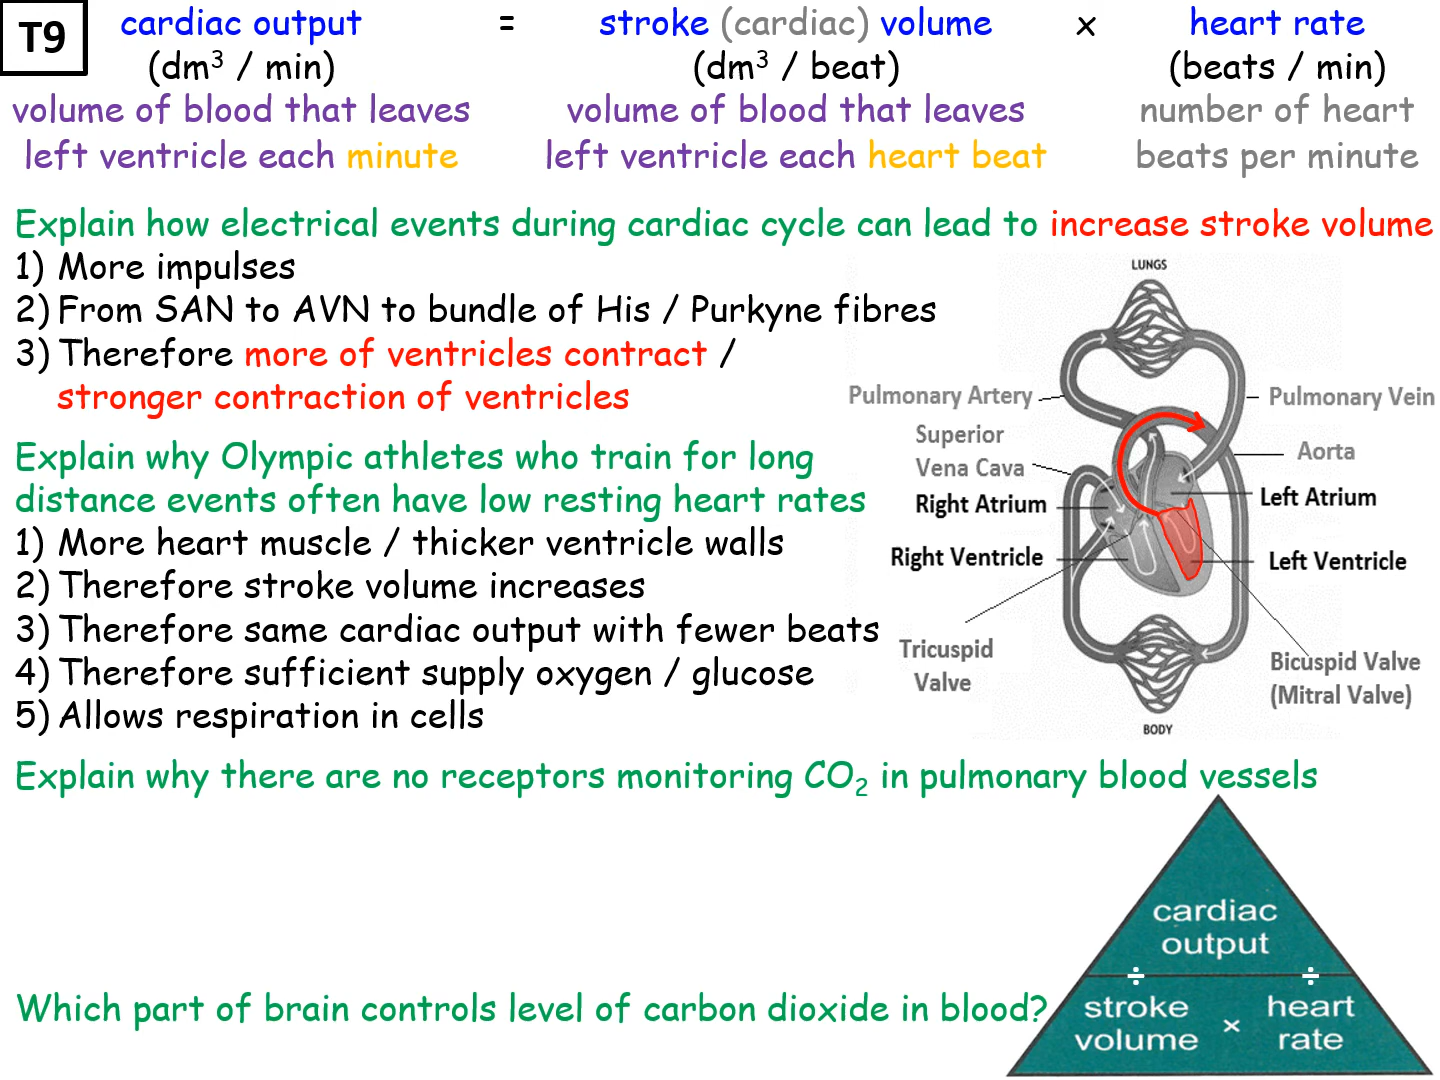 T9
cardiac output = stroke (cardiac) volume x heart rate
(dm³ / min) (dm³ / beat) (beats / min)
volume of blood that leaves volume of blood that leaves number of heart
left ventricle each minute left ventricle each heart beat beats per minute
Explain how electrical events during cardiac cycle can lead to increase stroke volume
1) More impulses
2) From SAN to AVN to bundle of His / Purkyne fibres
3) Therefore more of ventricles contract /
stronger contraction of ventricles
Explain why Olympic athletes who train for long
distance events often have low resting heart rates
1) More heart muscle / thicker ventricle walls
2) Therefore stroke volume increases
3) Therefore same cardiac output with fewer beats
4) Therefore sufficient supply oxygen / glucose
5) Allows respiration in cells
LUNGS
Pulmonary Artery
Pulmonary Vein
Superior
Vena Cava
Aorta
Right Atrium
Left Atrium
Right Ventricle
Left Ventricle
Tricuspid
Valve
Bicuspid Valve
(Mitral Valve)
BODY
Explain why there are no receptors monitoring CO₂ in pulmonary blood vessels
cardiac
output
÷ ÷
stroke
volume
x
heart
rate
Which part of brain controls level of carbon dioxide in blood?